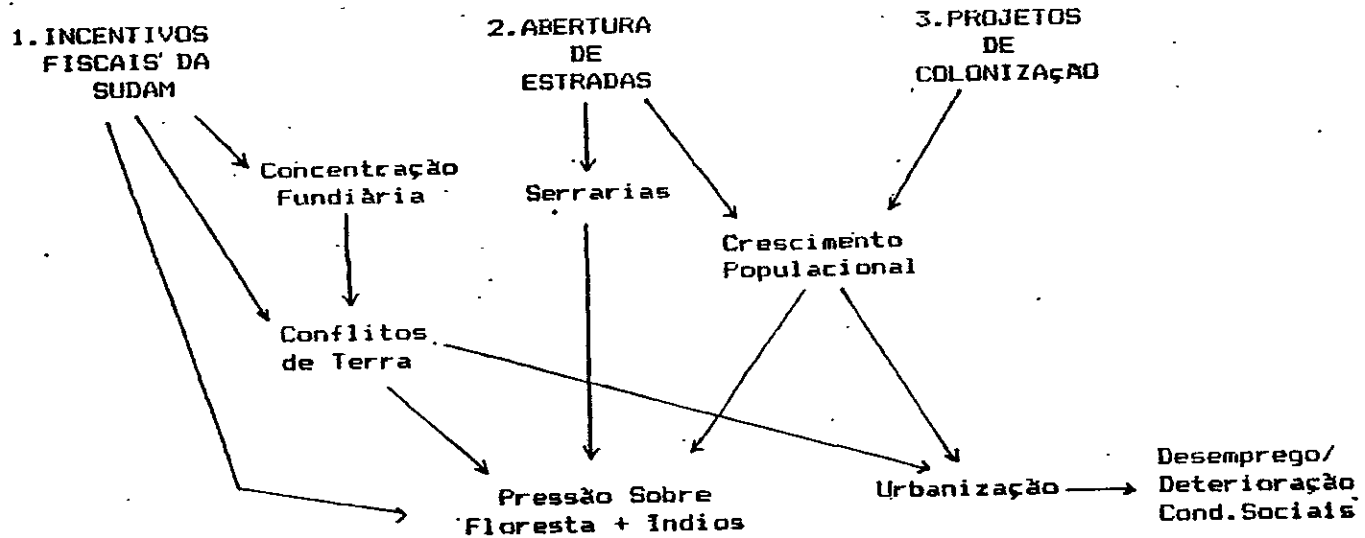 1.INCENTIVOS
FISCAIS' DA
SUDAM
2.ABERTURA
DE
ESTRADAS
3.PROJETOS
DE
COLONIZAçãO
Concentração
Fundiària
Serrarias
Crescimento
Populacional
Conflitos
de Terra
Pressão Sobre
Floresta + Índios
Urbanização
Desemprego/
Deterioração
Cond.Sociais